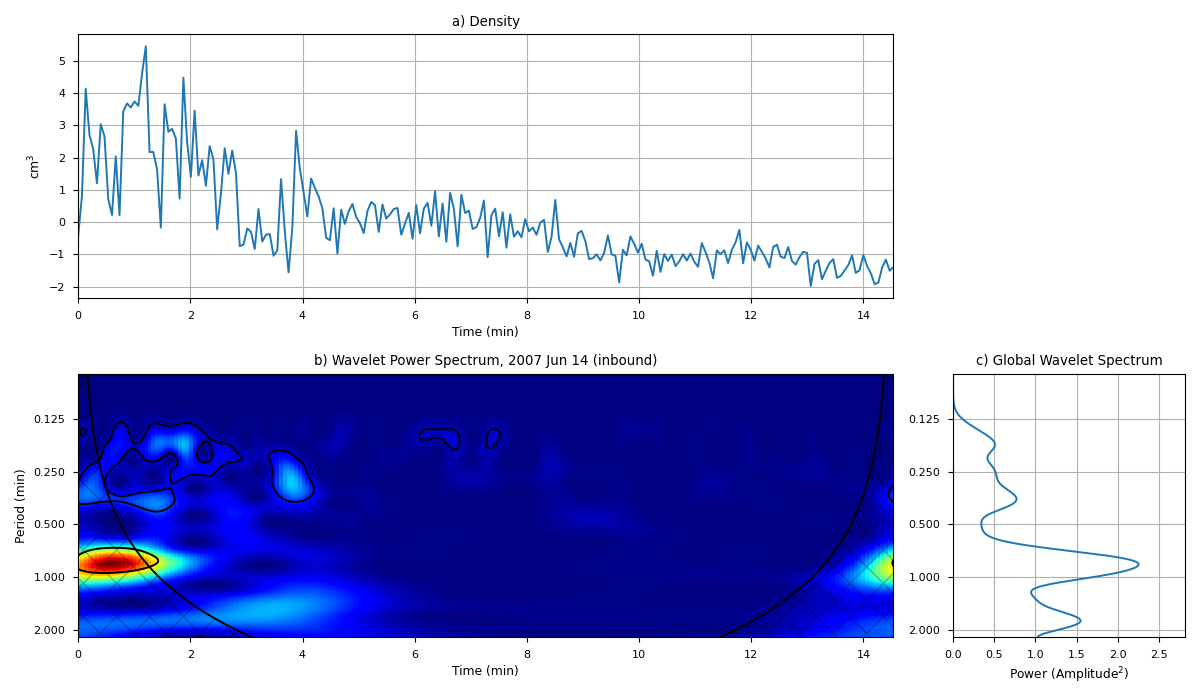 a) Density
cm³
5
4
3
2
1
0
−1
−2
0 2 4 6 8 10 12 14
Time (min)
b) Wavelet Power Spectrum, 2007 Jun 14 (inbound)
Period (min)
0.125
0.250
0.500
1.000
2.000
0 2 4 6 8 10 12 14
Time (min)
c) Global Wavelet Spectrum
0.125
0.250
0.500
1.000
2.000
0.0 0.5 1.0 1.5 2.0 2.5
Power (Amplitude²)